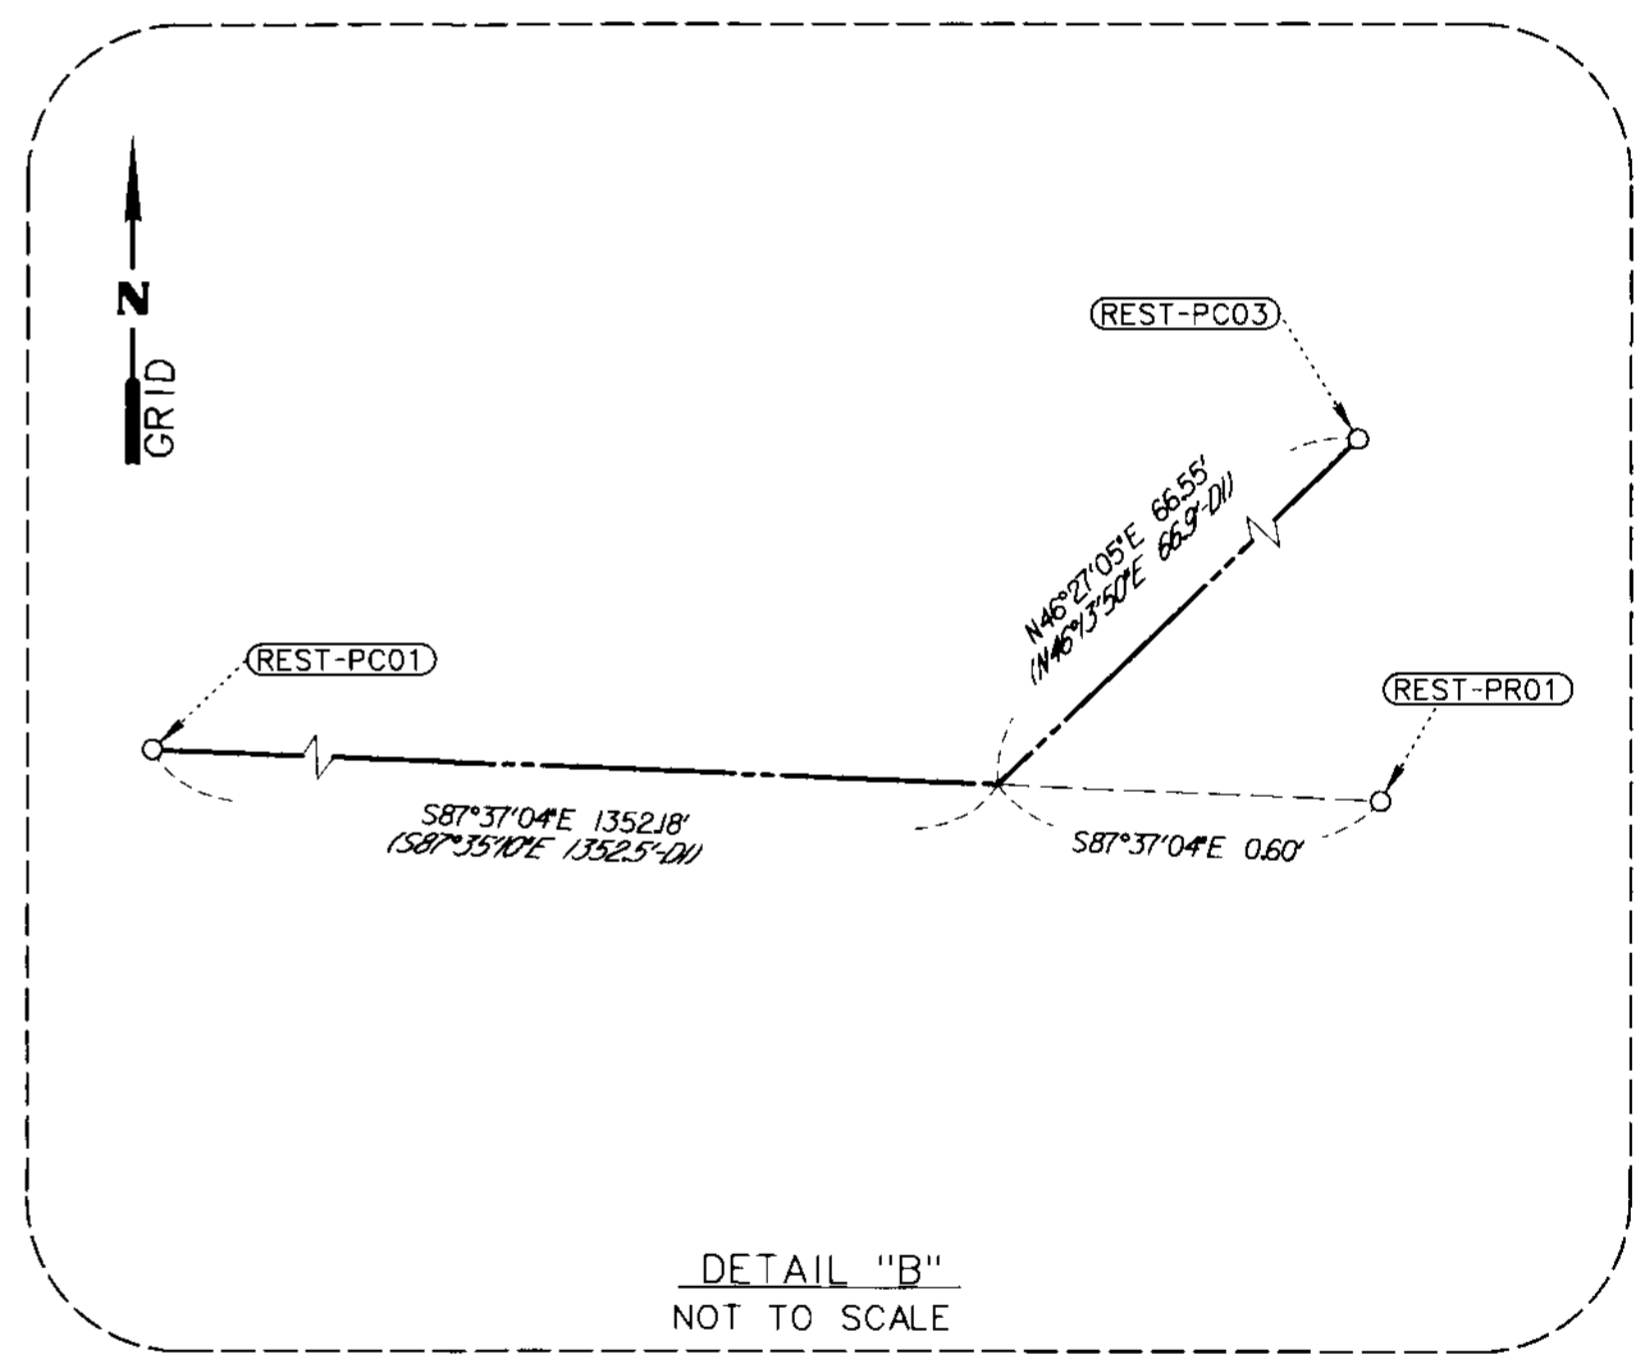 N
GRID
REST-PC03
N46°27'05"E 66.55'
(N46°13'50"E 66.9'-D1)
REST-PC01
REST-PR01
S87°37'04"E 1352.18'
(S87°35'10"E 1352.5'-D1)
S87°37'04"E 0.60'
DETAIL "B"
NOT TO SCALE